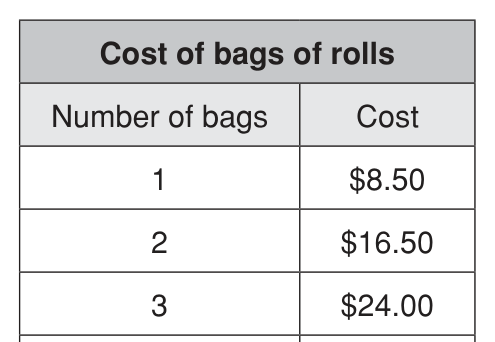 Cost of bags of rolls
Number of bags Cost
1 $8.50
2 $16.50
3 $24.00